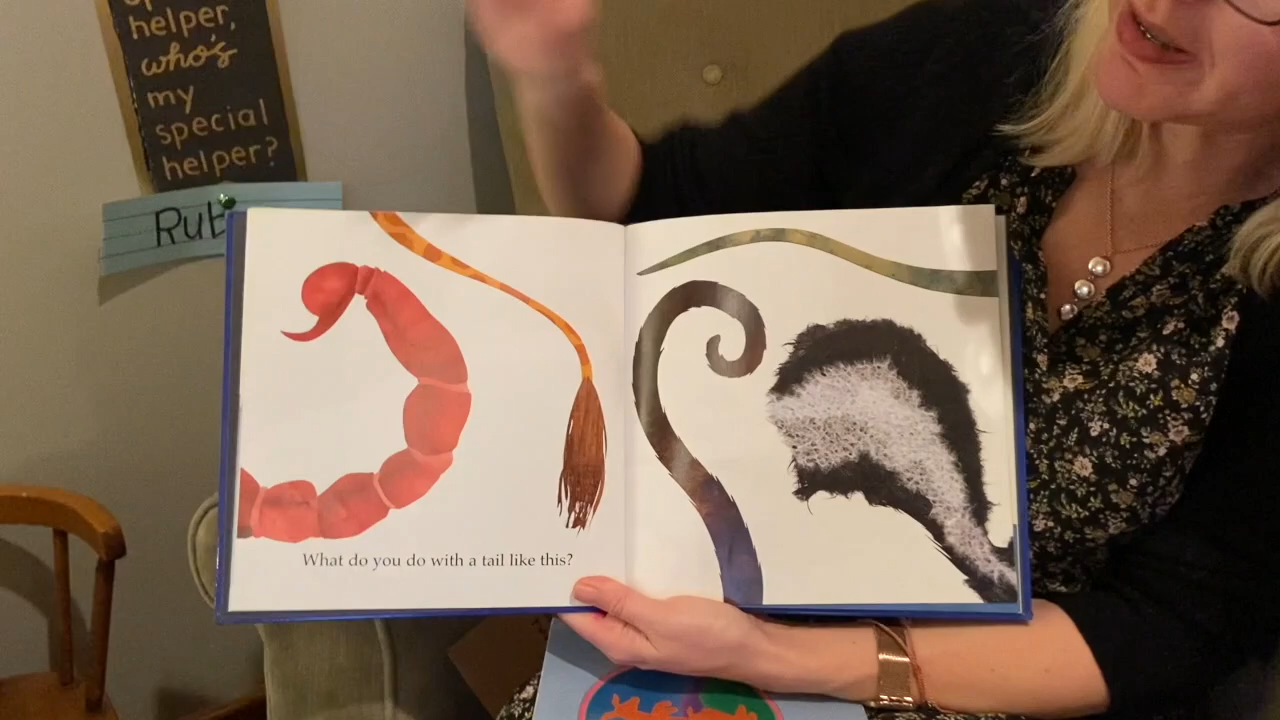 helper,
who's
my
special
helper?
Rub
What do you do with a tail like this?